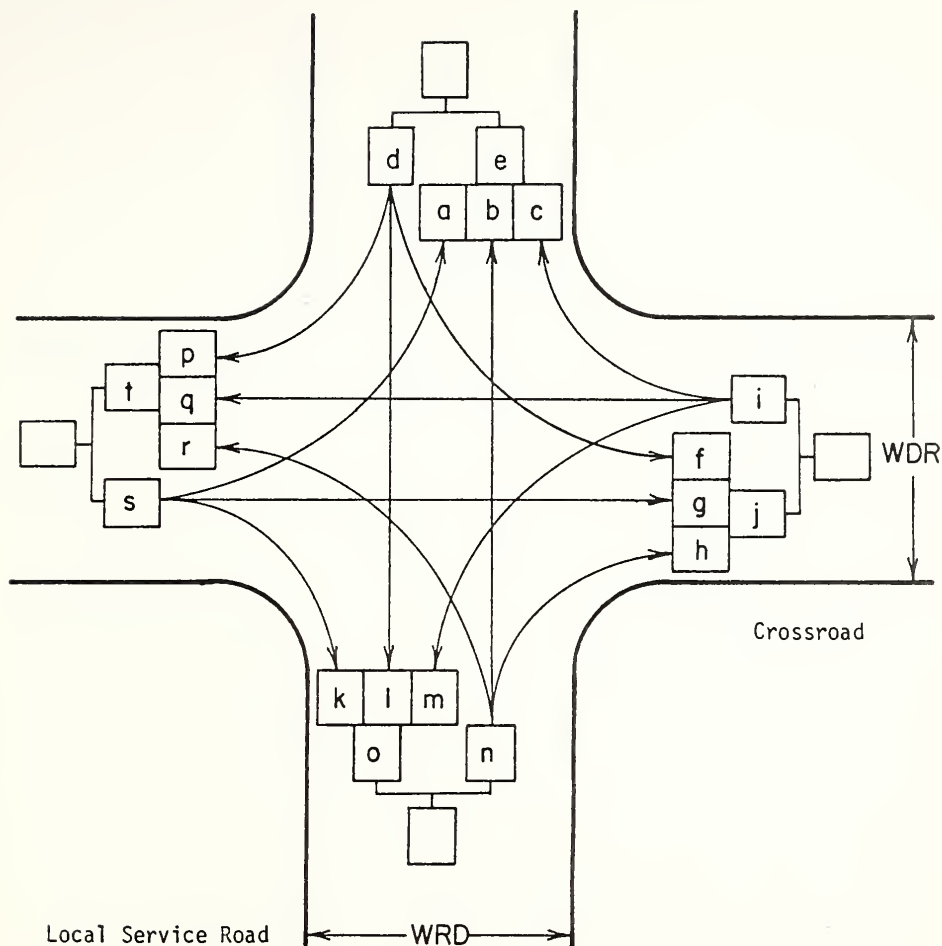 d e
a b c
p
t q i
r f WDR
s g j
h
Crossroad
k l m
o n
Local Service Road WRD